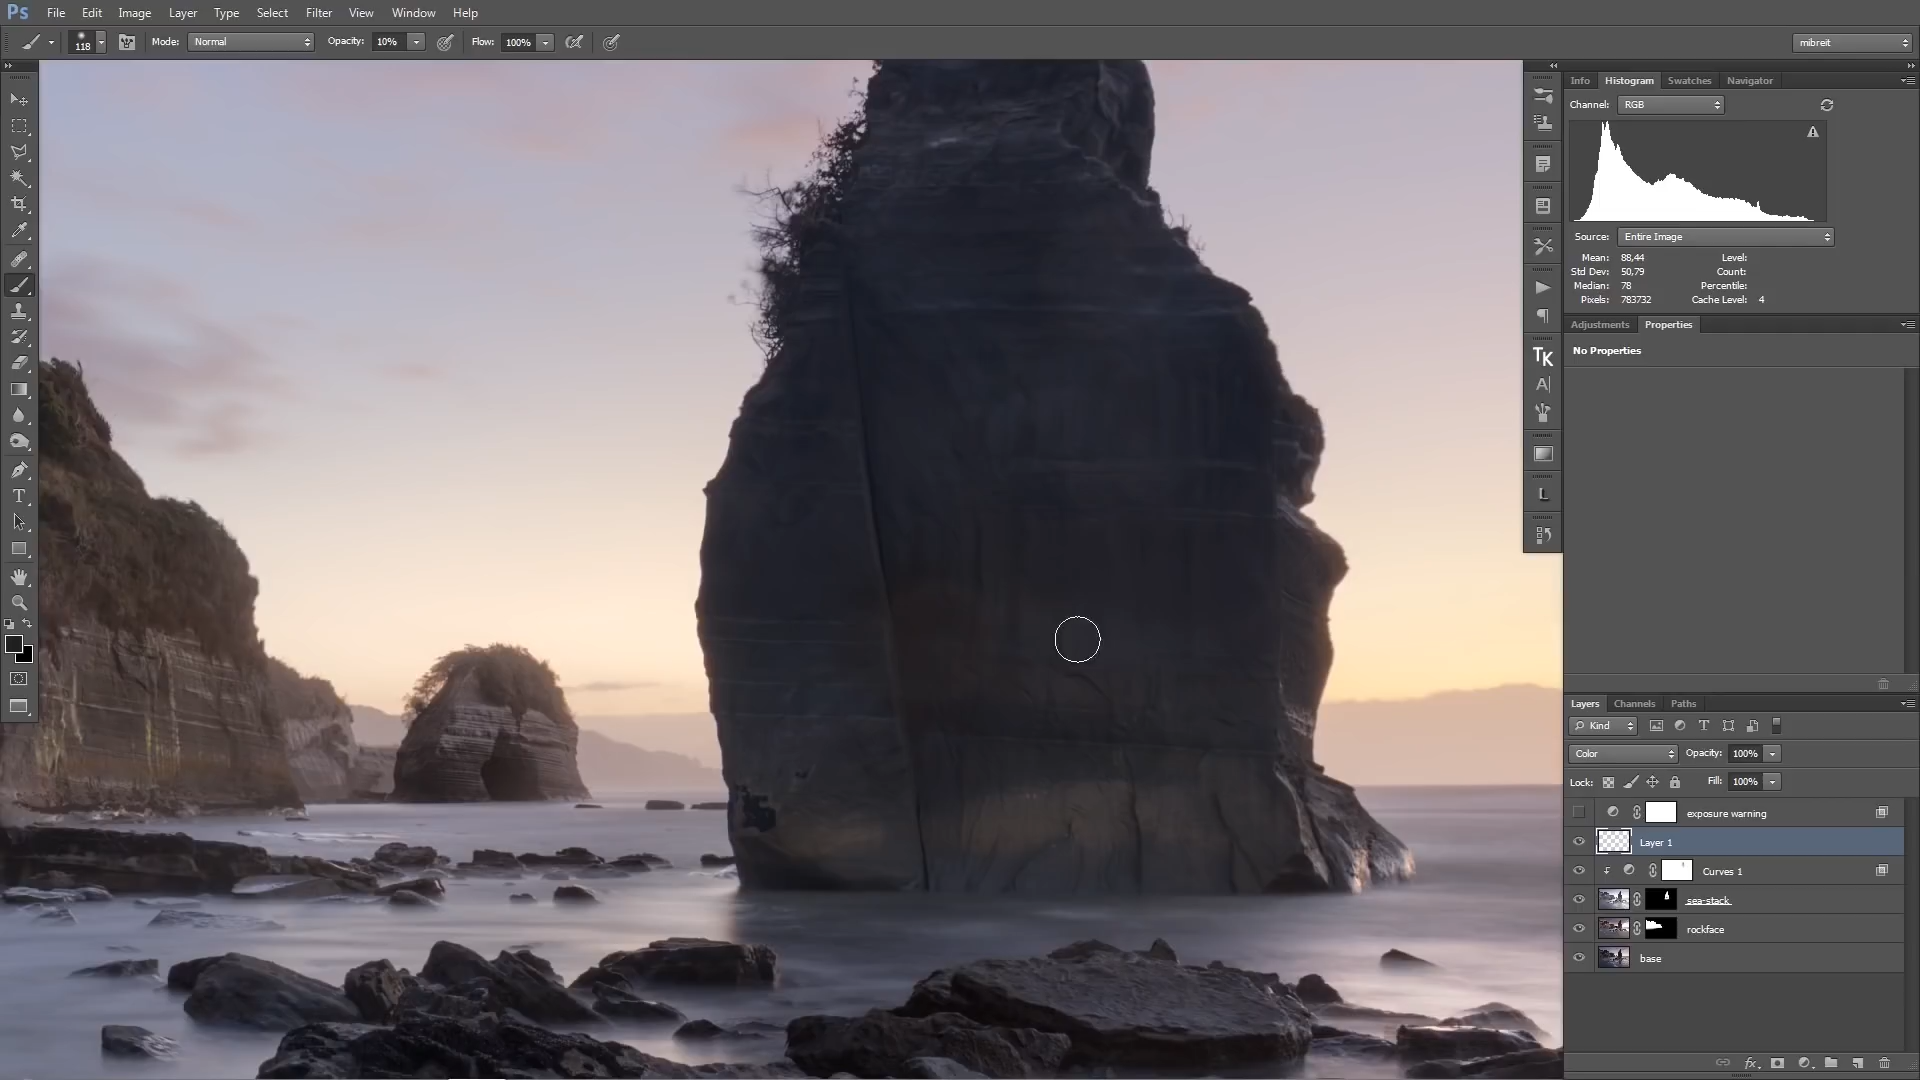 Ps File Edit Image Layer Type Select Filter View Window Help
118 Mode: Normal Opacity: 10% Flow: 100% mibreit
Info Histogram Swatches Navigator
Channel: RGB
Source: Entire Image
Mean: 88,44 Level:
Std Dev: 50,79 Count:
Median: 78 Percentile:
Pixels: 783732 Cache Level: 4
Adjustments Properties
No Properties
TK
A
L
T
Layers Channels Paths
Kind T
Color Opacity: 100%
Lock: Fill: 100%
exposure warning
Layer 1
Curves 1
sea-stack
rockface
base
fx